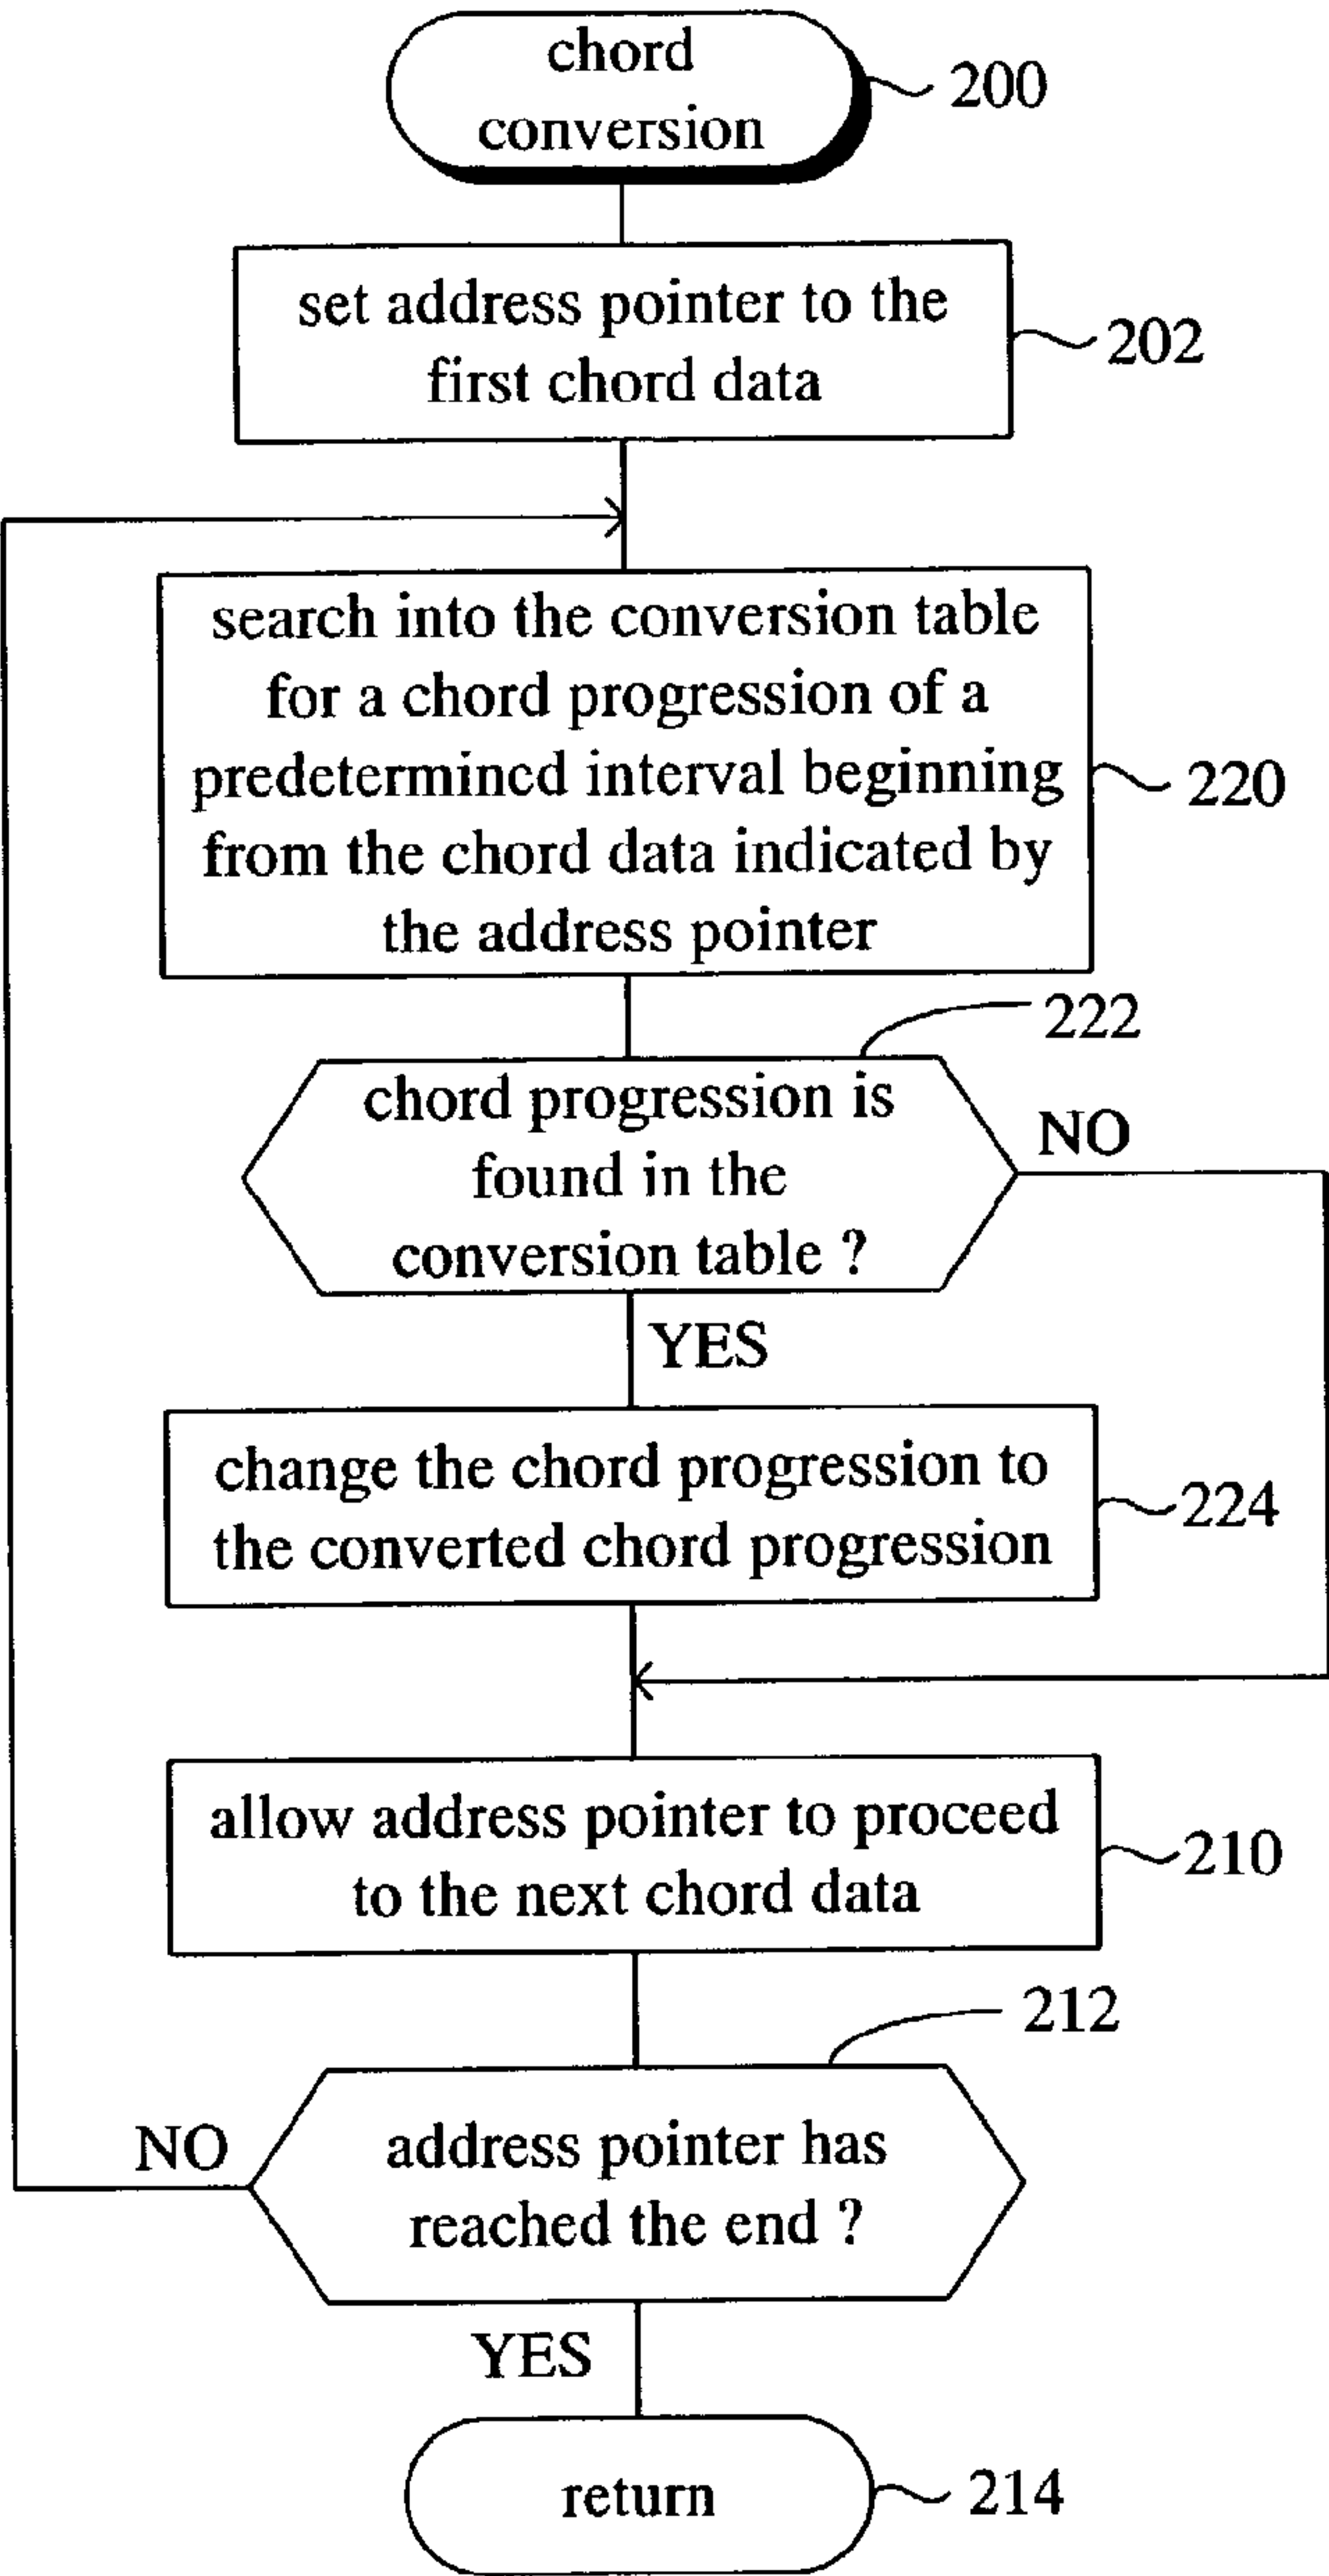 chord
conversion
200
set address pointer to the
first chord data
202
search into the conversion table
for a chord progression of a
predetermined interval beginning
from the chord data indicated by
the address pointer
220
222
chord progression is
found in the
conversion table ?
NO
YES
change the chord progression to
the converted chord progression
224
allow address pointer to proceed
to the next chord data
210
212
address pointer has
reached the end ?
NO
YES
return
214